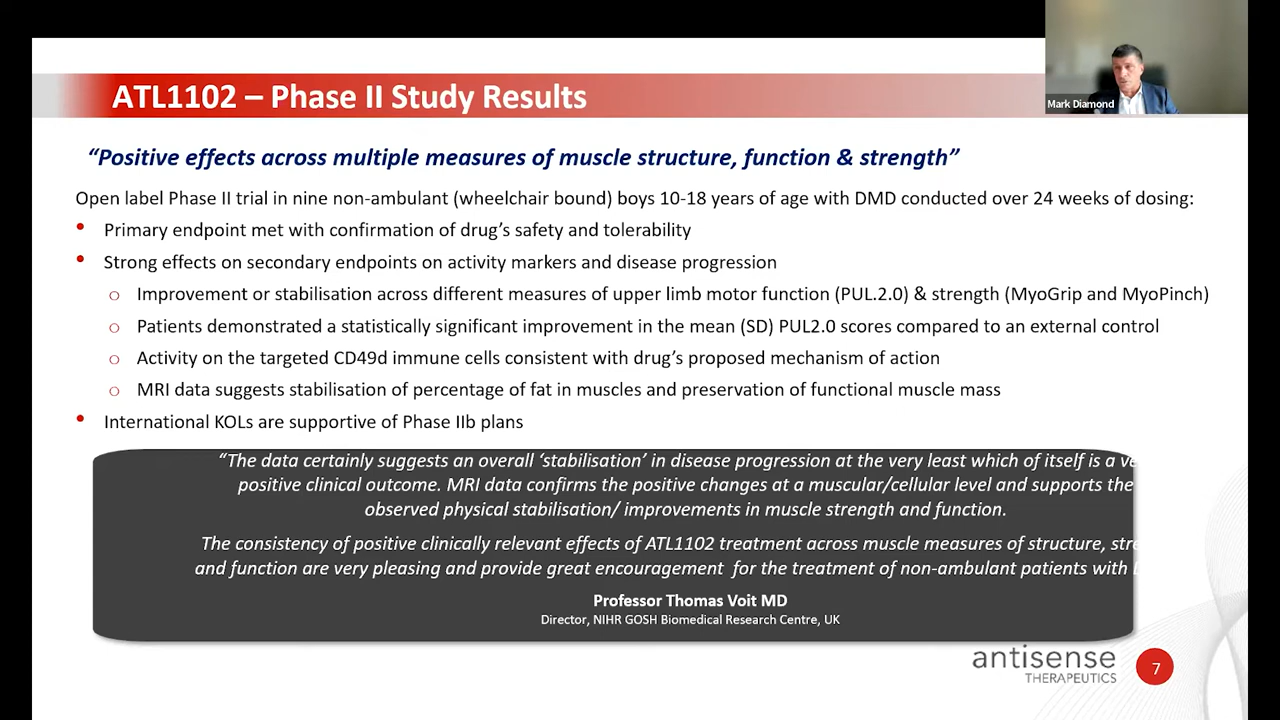 Mark Diamond
ATL1102 – Phase II Study Results
“Positive effects across multiple measures of muscle structure, function & strength”
Open label Phase II trial in nine non-ambulant (wheelchair bound) boys 10-18 years of age with DMD conducted over 24 weeks of dosing:
• Primary endpoint met with confirmation of drug’s safety and tolerability
• Strong effects on secondary endpoints on activity markers and disease progression
o Improvement or stabilisation across different measures of upper limb motor function (PUL.2.0) & strength (MyoGrip and MyoPinch)
o Patients demonstrated a statistically significant improvement in the mean (SD) PUL2.0 scores compared to an external control
o Activity on the targeted CD49d immune cells consistent with drug’s proposed mechanism of action
o MRI data suggests stabilisation of percentage of fat in muscles and preservation of functional muscle mass
• International KOLs are supportive of Phase IIb plans
“The data certainly suggests an overall ‘stabilisation’ in disease progression at the very least which of itself is a
positive clinical outcome. MRI data confirms the positive changes at a muscular/cellular level and supports the
observed physical stabilisation/ improvements in muscle strength and function.
The consistency of positive clinically relevant effects of ATL1102 treatment across muscle measures of structure,
and function are very pleasing and provide great encouragement for the treatment of non-ambulant patients with
Professor Thomas Voit MD
Director, NIHR GOSH Biomedical Research Centre, UK
antisense
THERAPEUTICS
7